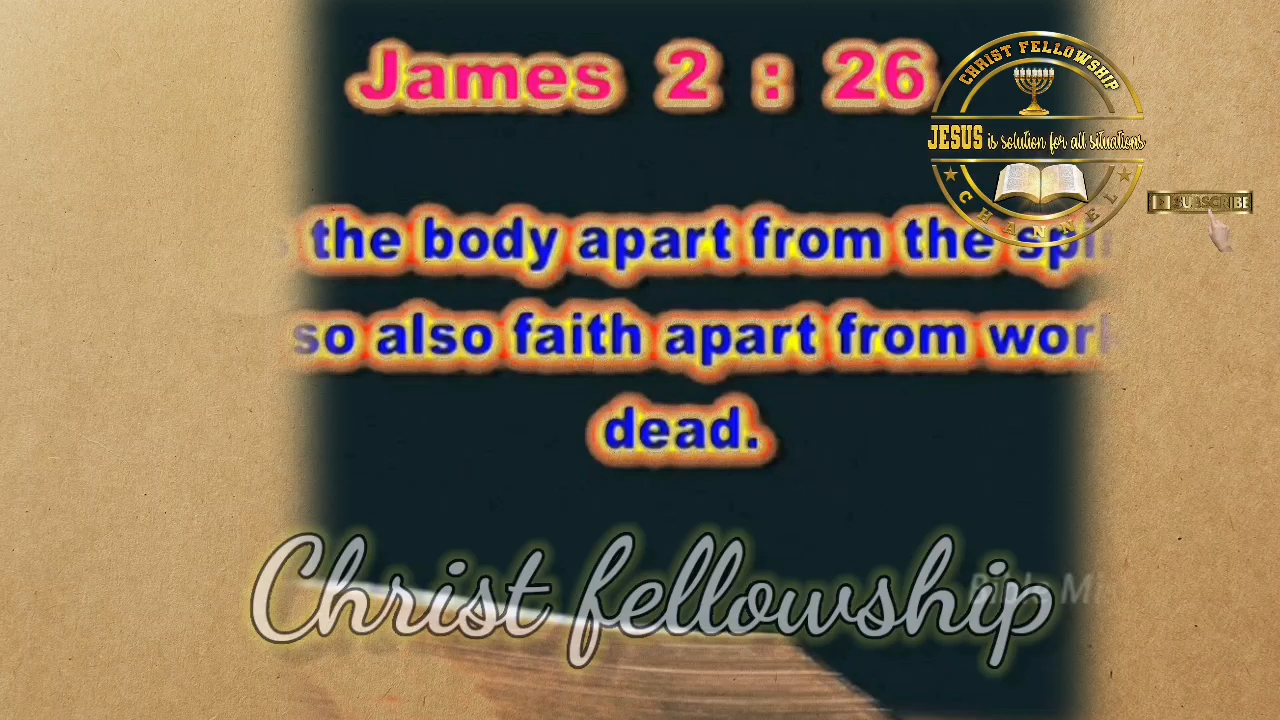 James 2 : 26
CHRIST FELLOWSHIP
JESUS is solution for all situations
CHANNEL
SUBSCRIBE
the body apart from the
so also faith apart from
dead.
Christ fellowship